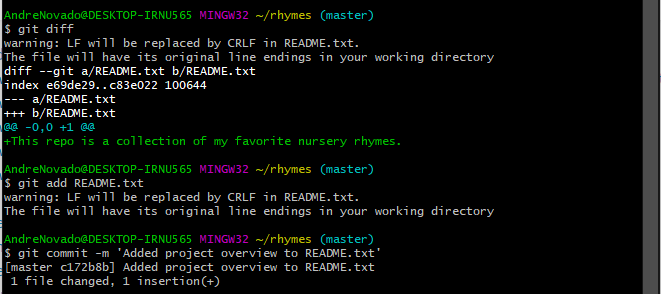 AndreNovado@DESKTOP-IRNU565 MINGW32 ~/rhymes (master)
$ git diff
warning: LF will be replaced by CRLF in README.txt.
The file will have its original line endings in your working directory
diff --git a/README.txt b/README.txt
index e69de29..c83e022 100644
--- a/README.txt
+++ b/README.txt
@@ -0,0 +1 @@
+This repo is a collection of my favorite nursery rhymes.
AndreNovado@DESKTOP-IRNU565 MINGW32 ~/rhymes (master)
$ git add README.txt
warning: LF will be replaced by CRLF in README.txt.
The file will have its original line endings in your working directory
AndreNovado@DESKTOP-IRNU565 MINGW32 ~/rhymes (master)
$ git commit -m 'Added project overview to README.txt'
[master c172b8b] Added project overview to README.txt
 1 file changed, 1 insertion(+)